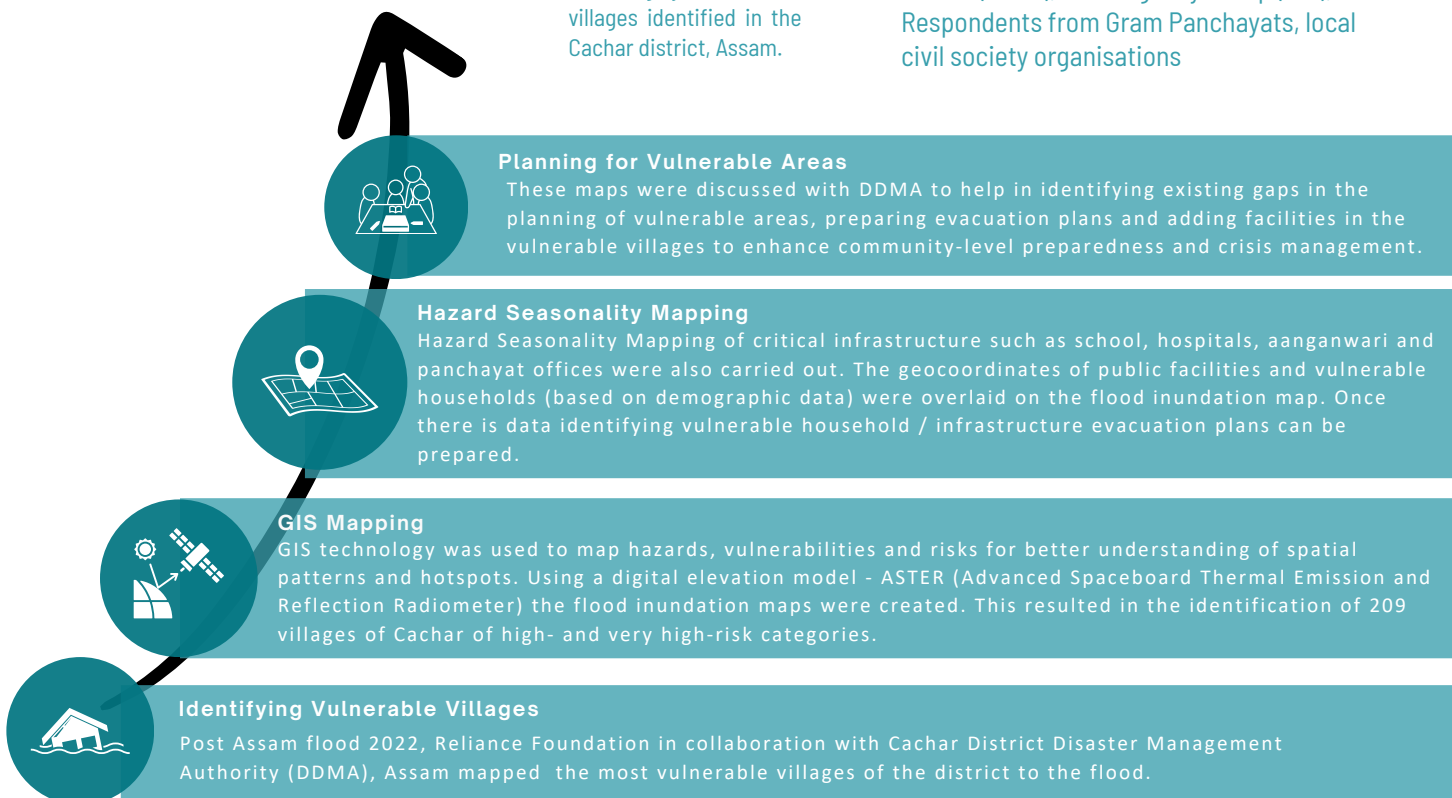 villages identified in the
Cachar district, Assam.
Respondents from Gram Panchayats, local
civil society organisations
Planning for Vulnerable Areas
These maps were discussed with DDMA to help in identifying existing gaps in the
planning of vulnerable areas, preparing evacuation plans and adding facilities in the
vulnerable villages to enhance community-level preparedness and crisis management.
Hazard Seasonality Mapping
Hazard Seasonality Mapping of critical infrastructure such as school, hospitals, aanganwari and
panchayat offices were also carried out. The geocoordinates of public facilities and vulnerable
households (based on demographic data) were overlaid on the flood inundation map. Once
there is data identifying vulnerable household / infrastructure evacuation plans can be
prepared.
GIS Mapping
GIS technology was used to map hazards, vulnerabilities and risks for better understanding of spatial
patterns and hotspots. Using a digital elevation model - ASTER (Advanced Spaceboard Thermal Emission and
Reflection Radiometer) the flood inundation maps were created. This resulted in the identification of 209
villages of Cachar of high- and very high-risk categories.
Identifying Vulnerable Villages
Post Assam flood 2022, Reliance Foundation in collaboration with Cachar District Disaster Management
Authority (DDMA), Assam mapped the most vulnerable villages of the district to the flood.